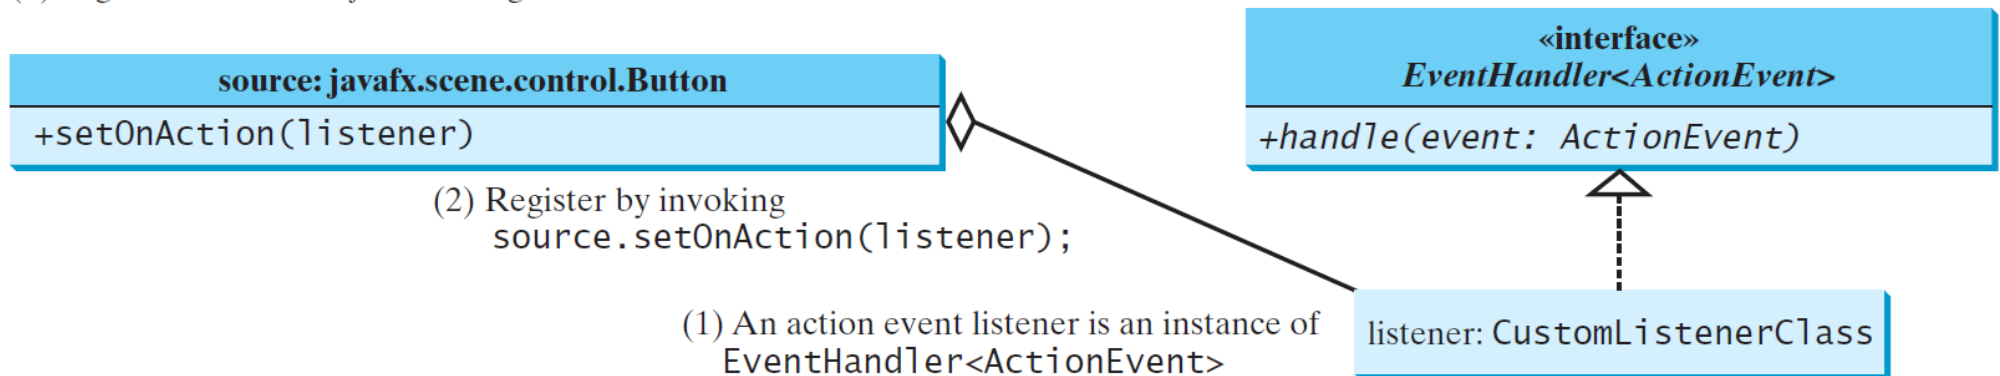 source: javafx.scene.control.Button
+setOnAction(listener)
«interface»
EventHandler<ActionEvent>
+handle(event: ActionEvent)
(2) Register by invoking
source.setOnAction(listener);
(1) An action event listener is an instance of
EventHandler<ActionEvent>
listener: CustomListenerClass